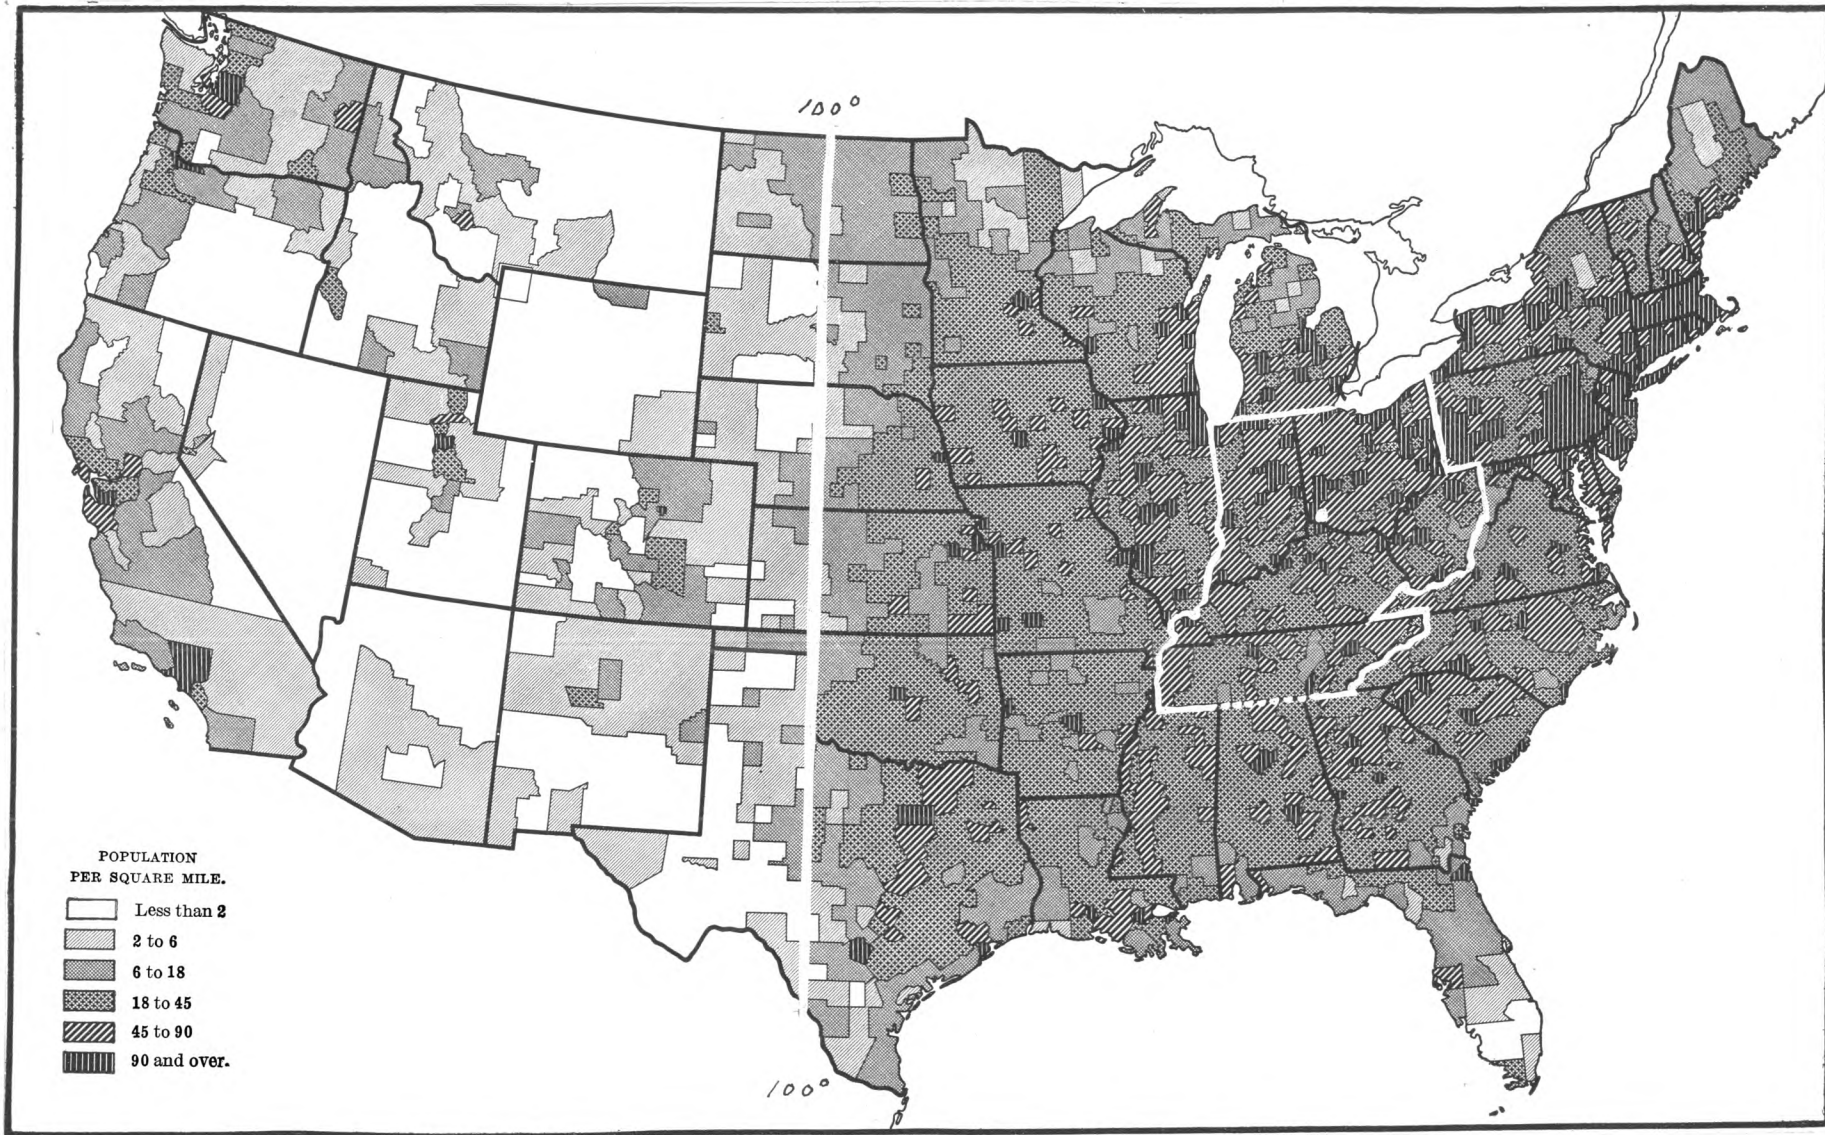 100°
POPULATION
PER SQUARE MILE.
Less than 2
2 to 6
6 to 18
18 to 45
45 to 90
90 and over.
100°